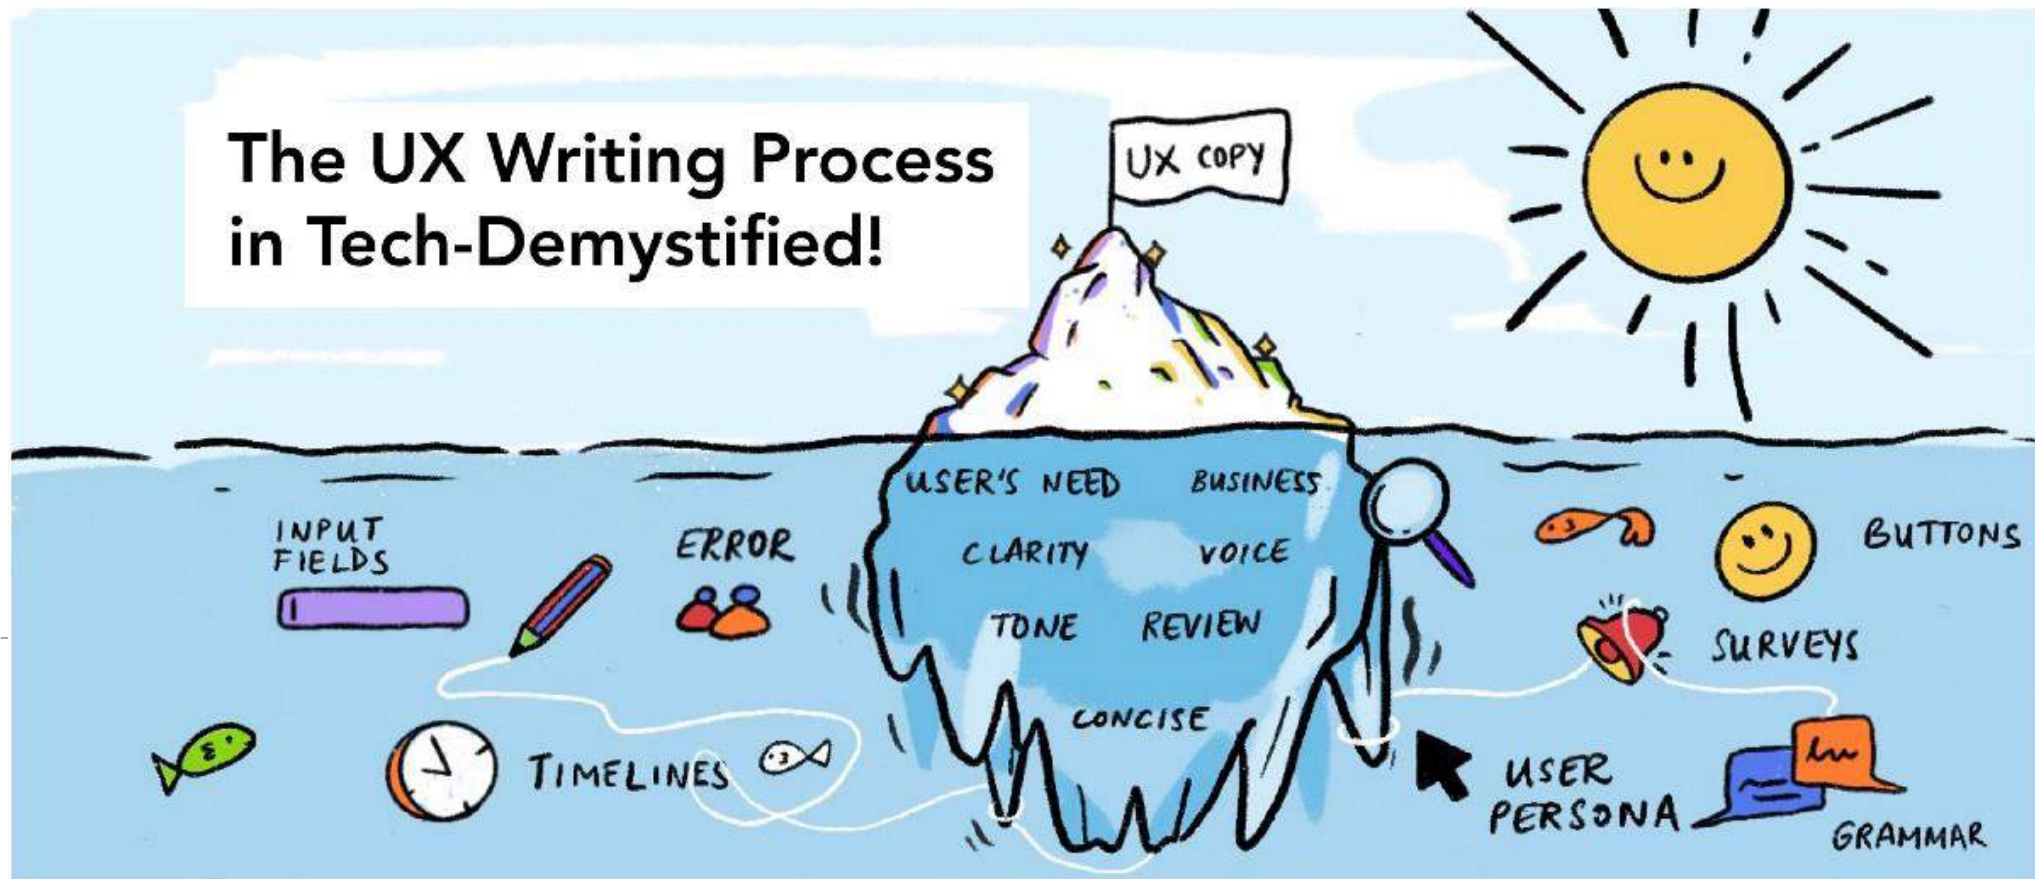 The UX Writing Process
in Tech-Demystified!
UX COPY
USER'S NEED
BUSINESS
CLARITY
VOICE
TONE
REVIEW
CONCISE
INPUT
FIELDS
ERROR
TIMELINES
BUTTONS
SURVEYS
USER
PERSONA
GRAMMAR